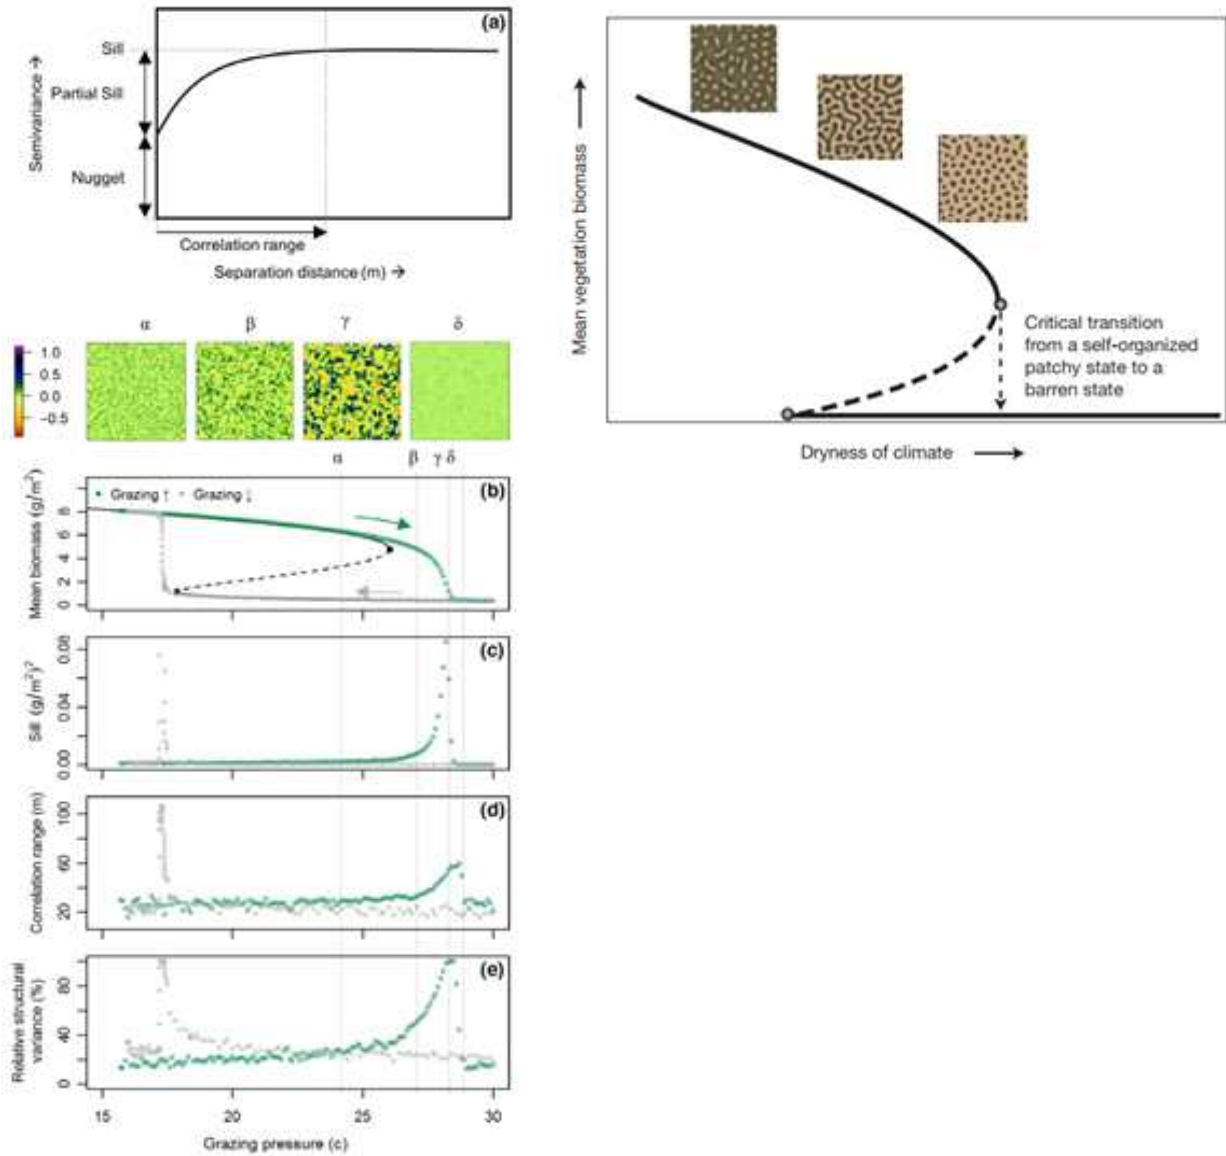 (a)
Sill
Partial Sill
Nugget
Semivariance →
Correlation range
Separation distance (m) →
α β γ δ
1.0
0.5
0.0
−0.5
α β γ δ
(b)
Grazing ↑ Grazing ↓
Mean biomass (g/m²)
8
6
4
2
0
(c)
Sill (g/m²)²
0.08
0.04
0.00
(d)
Correlation range (m)
100
60
20
(e)
Relative structural
variance (%)
80
40
0
15 20 25 30
Grazing pressure (c)
Mean vegetation biomass ⟶
Critical transition
from a self-organized
patchy state to a
barren state
Dryness of climate ⟶